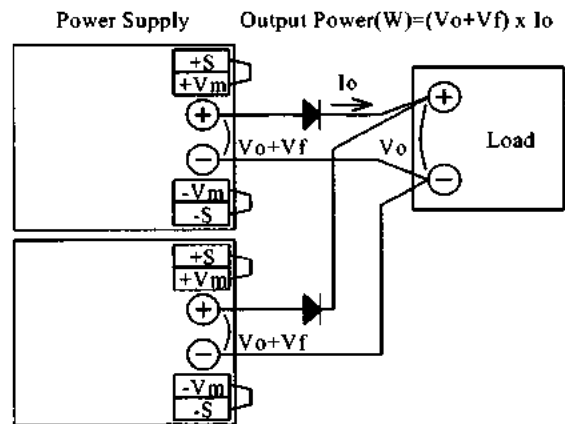 Power Supply
Output Power(W)=(Vo+Vf) x Io
+S
+Vm
+
Io
+
Vo+Vf
Vo
Load
−
−
-Vm
-S
+S
+Vm
+
Vo+Vf
−
-Vm
-S